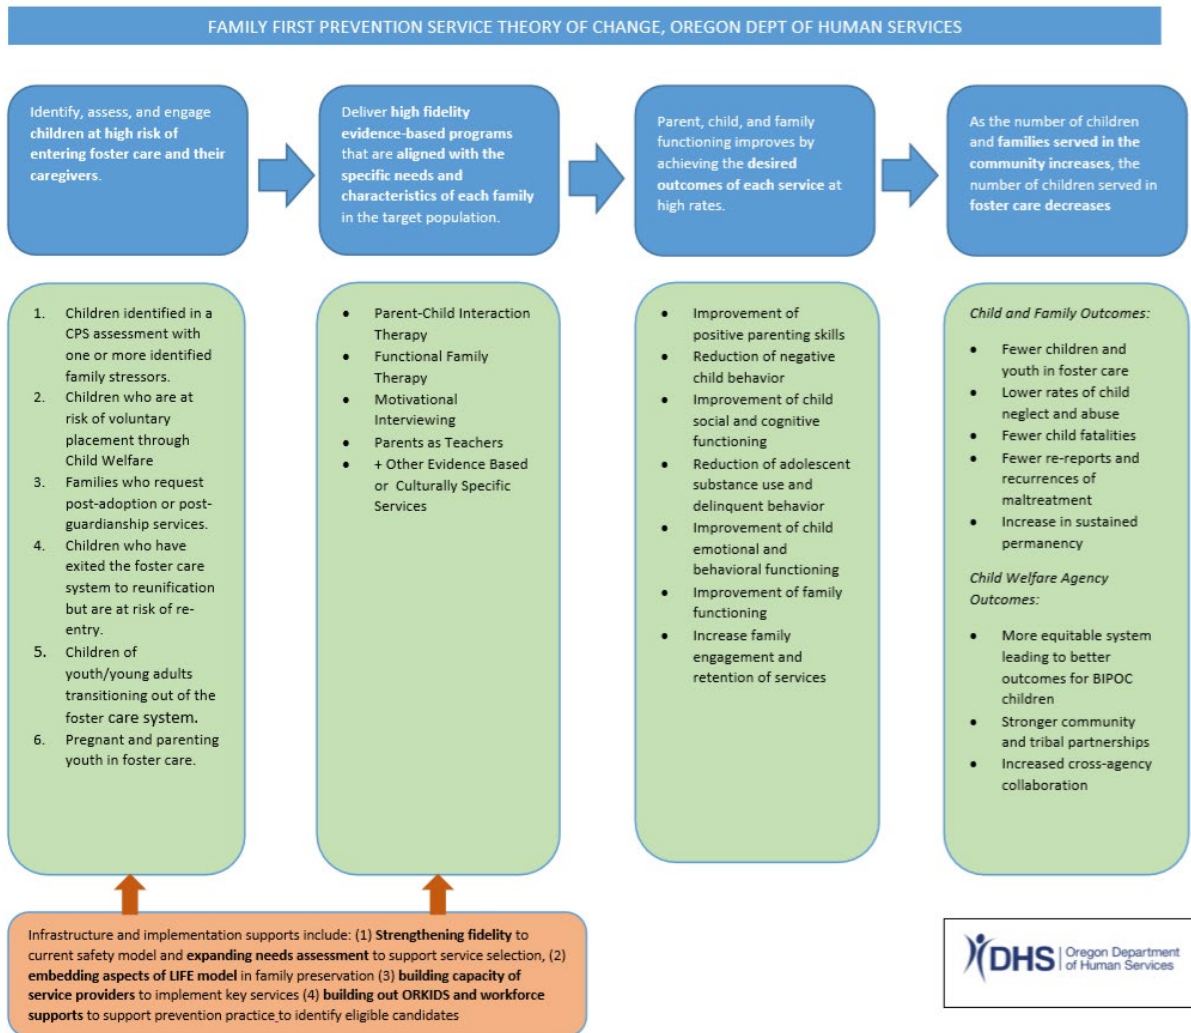 FAMILY FIRST PREVENTION SERVICE THEORY OF CHANGE, OREGON DEPT OF HUMAN SERVICES
Identify, assess, and engage
children at high risk of
entering foster care and their
caregivers.
Deliver high fidelity
evidence-based programs
that are aligned with the
specific needs and
characteristics of each family
in the target population.
Parent, child, and family
functioning improves by
achieving the desired
outcomes of each service at
high rates.
As the number of children
and families served in the
community increases, the
number of children served in
foster care decreases
1. Children identified in a
CPS assessment with
one or more identified
family stressors.
2. Children who are at
risk of voluntary
placement through
Child Welfare
3. Families who request
post-adoption or post-
guardianship services.
4. Children who have
exited the foster care
system to reunification
but are at risk of re-
entry.
5. Children of
youth/young adults
transitioning out of the
foster care system.
6. Pregnant and parenting
youth in foster care.
• Parent-Child Interaction
Therapy
• Functional Family
Therapy
• Motivational
Interviewing
• Parents as Teachers
• + Other Evidence Based
or Culturally Specific
Services
• Improvement of
positive parenting skills
• Reduction of negative
child behavior
• Improvement of child
social and cognitive
functioning
• Reduction of adolescent
substance use and
delinquent behavior
• Improvement of child
emotional and
behavioral functioning
• Improvement of family
functioning
• Increase family
engagement and
retention of services
Child and Family Outcomes:
• Fewer children and
youth in foster care
• Lower rates of child
neglect and abuse
• Fewer child fatalities
• Fewer re-reports and
recurrences of
maltreatment
• Increase in sustained
permanency
Child Welfare Agency
Outcomes:
• More equitable system
leading to better
outcomes for BIPOC
children
• Stronger community
and tribal partnerships
• Increased cross-agency
collaboration
Infrastructure and implementation supports include: (1) Strengthening fidelity to
current safety model and expanding needs assessment to support service selection, (2)
embedding aspects of LIFE model in family preservation (3) building capacity of
service providers to implement key services (4) building out ORKIDS and workforce
supports to support prevention practice to identify eligible candidates
DHS
Oregon Department
of Human Services